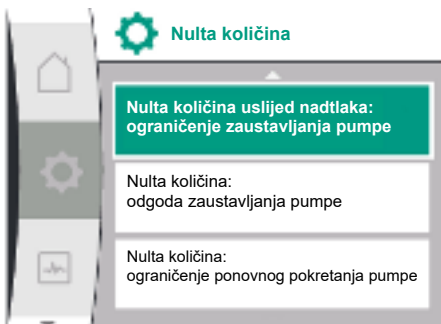 Nulta količina
Nulta količina uslijed nadtlaka:
ograničenje zaustavljanja pumpe
Nulta količina:
odgoda zaustavljanja pumpe
Nulta količina:
ograničenje ponovnog pokretanja pumpe